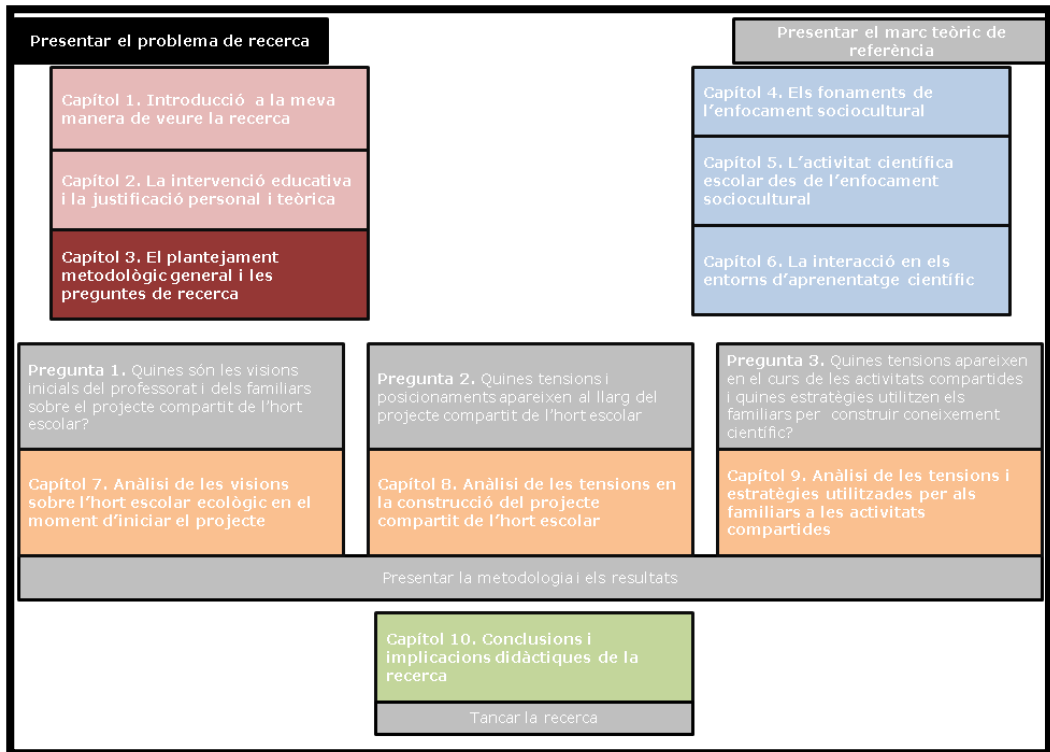 Presentar el problema de recerca
Presentar el marc teòric de
referència
Capítol 1. Introducció a la meva
manera de veure la recerca
Capítol 2. La intervenció educativa
i la justificació personal i teòrica
Capítol 3. El plantejament
metodològic general i les
preguntes de recerca
Capítol 4. Els fonaments de
l’enfocament sociocultural
Capítol 5. L’activitat científica
escolar des de l’enfocament
sociocultural
Capítol 6. La interacció en els
entorns d’aprenentatge científic
Pregunta 1. Quines són les visions
inicials del professorat i dels familiars
sobre el projecte compartit de l’hort
escolar?
Capítol 7. Anàlisi de les visions
sobre l’hort escolar ecològic en el
moment d’iniciar el projecte
Pregunta 2. Quines tensions i
posicionaments apareixen al llarg del
projecte compartit de l’hort escolar
Capítol 8. Anàlisi de les tensions en
la construcció del projecte
compartit de l’hort escolar
Pregunta 3. Quines tensions apareixen
en el curs de les activitats compartides
i quines estratègies utilitzen els
familiars per construir coneixement
científic?
Capítol 9. Anàlisi de les tensions i
estratègies utilitzades per als
familiars a les activitats
compartides
Presentar la metodologia i els resultats
Capítol 10. Conclusions i
implicacions didàctiques de la
recerca
Tancar la recerca